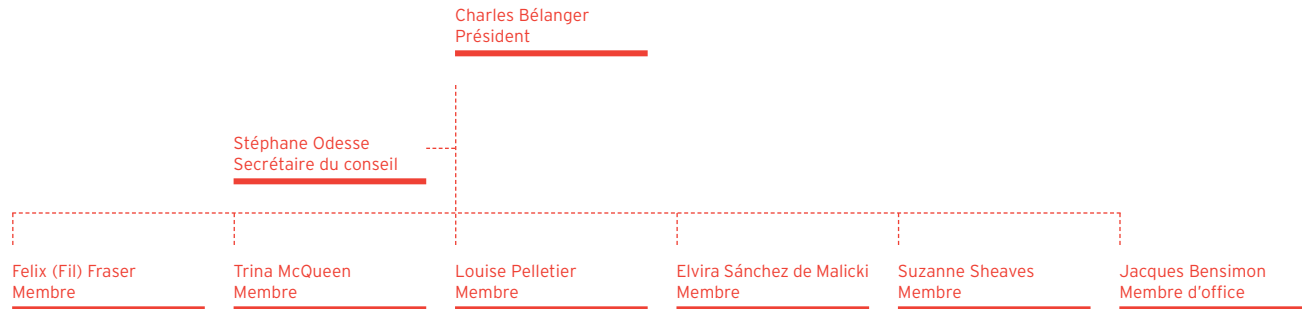 Charles Bélanger
Président
Stéphane Odesse
Secrétaire du conseil
Felix (Fil) Fraser
Membre
Trina McQueen
Membre
Louise Pelletier
Membre
Elvira Sánchez de Malicki
Membre
Suzanne Sheaves
Membre
Jacques Bensimon
Membre d’office